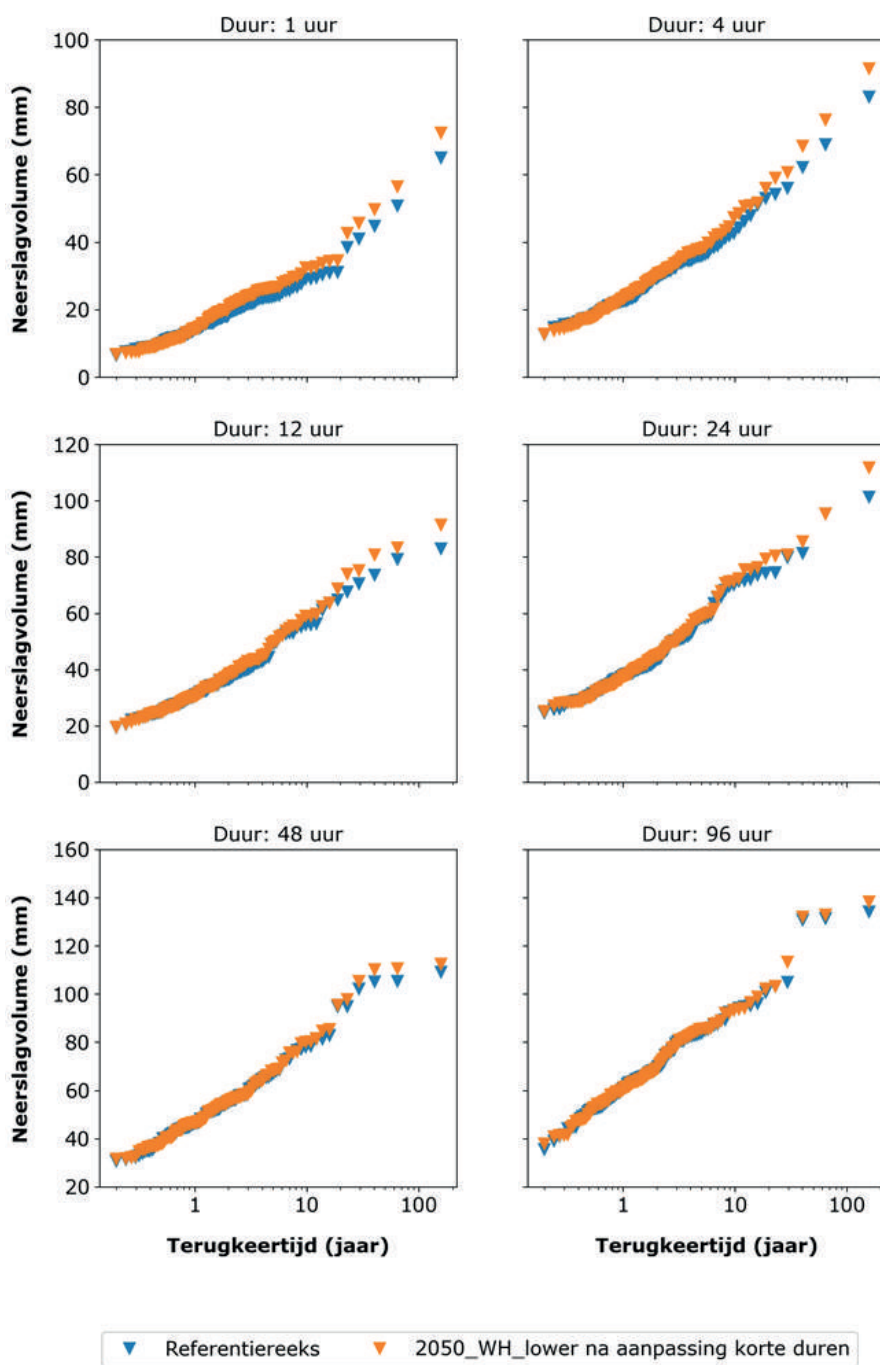 Duur: 1 uur
Duur: 4 uur
Neerslagvolume (mm)
100
80
60
40
20
0
1
10
100
Duur: 12 uur
Duur: 24 uur
Neerslagvolume (mm)
120
100
80
60
40
20
0
Duur: 48 uur
Duur: 96 uur
Neerslagvolume (mm)
160
140
120
100
80
60
40
20
1
10
100
1
10
100
Terugkeertijd (jaar)
Terugkeertijd (jaar)
Referentiereeks
2050_WH_lower na aanpassing korte duren